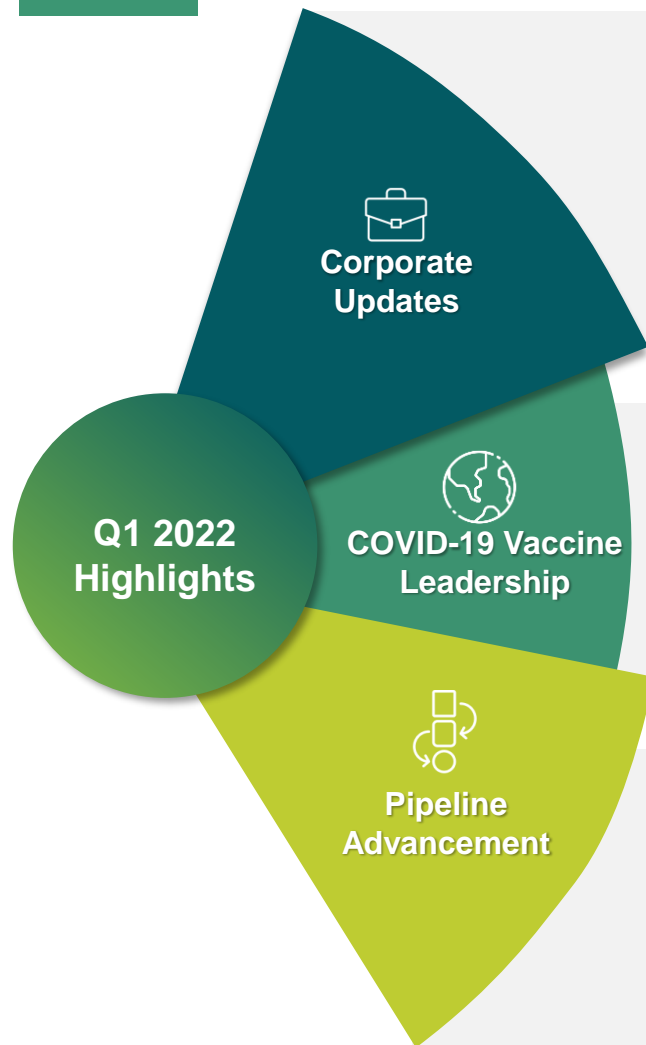 Corporate
Updates
Q1 2022
Highlights
COVID-19 Vaccine
Leadership
Pipeline
Advancement